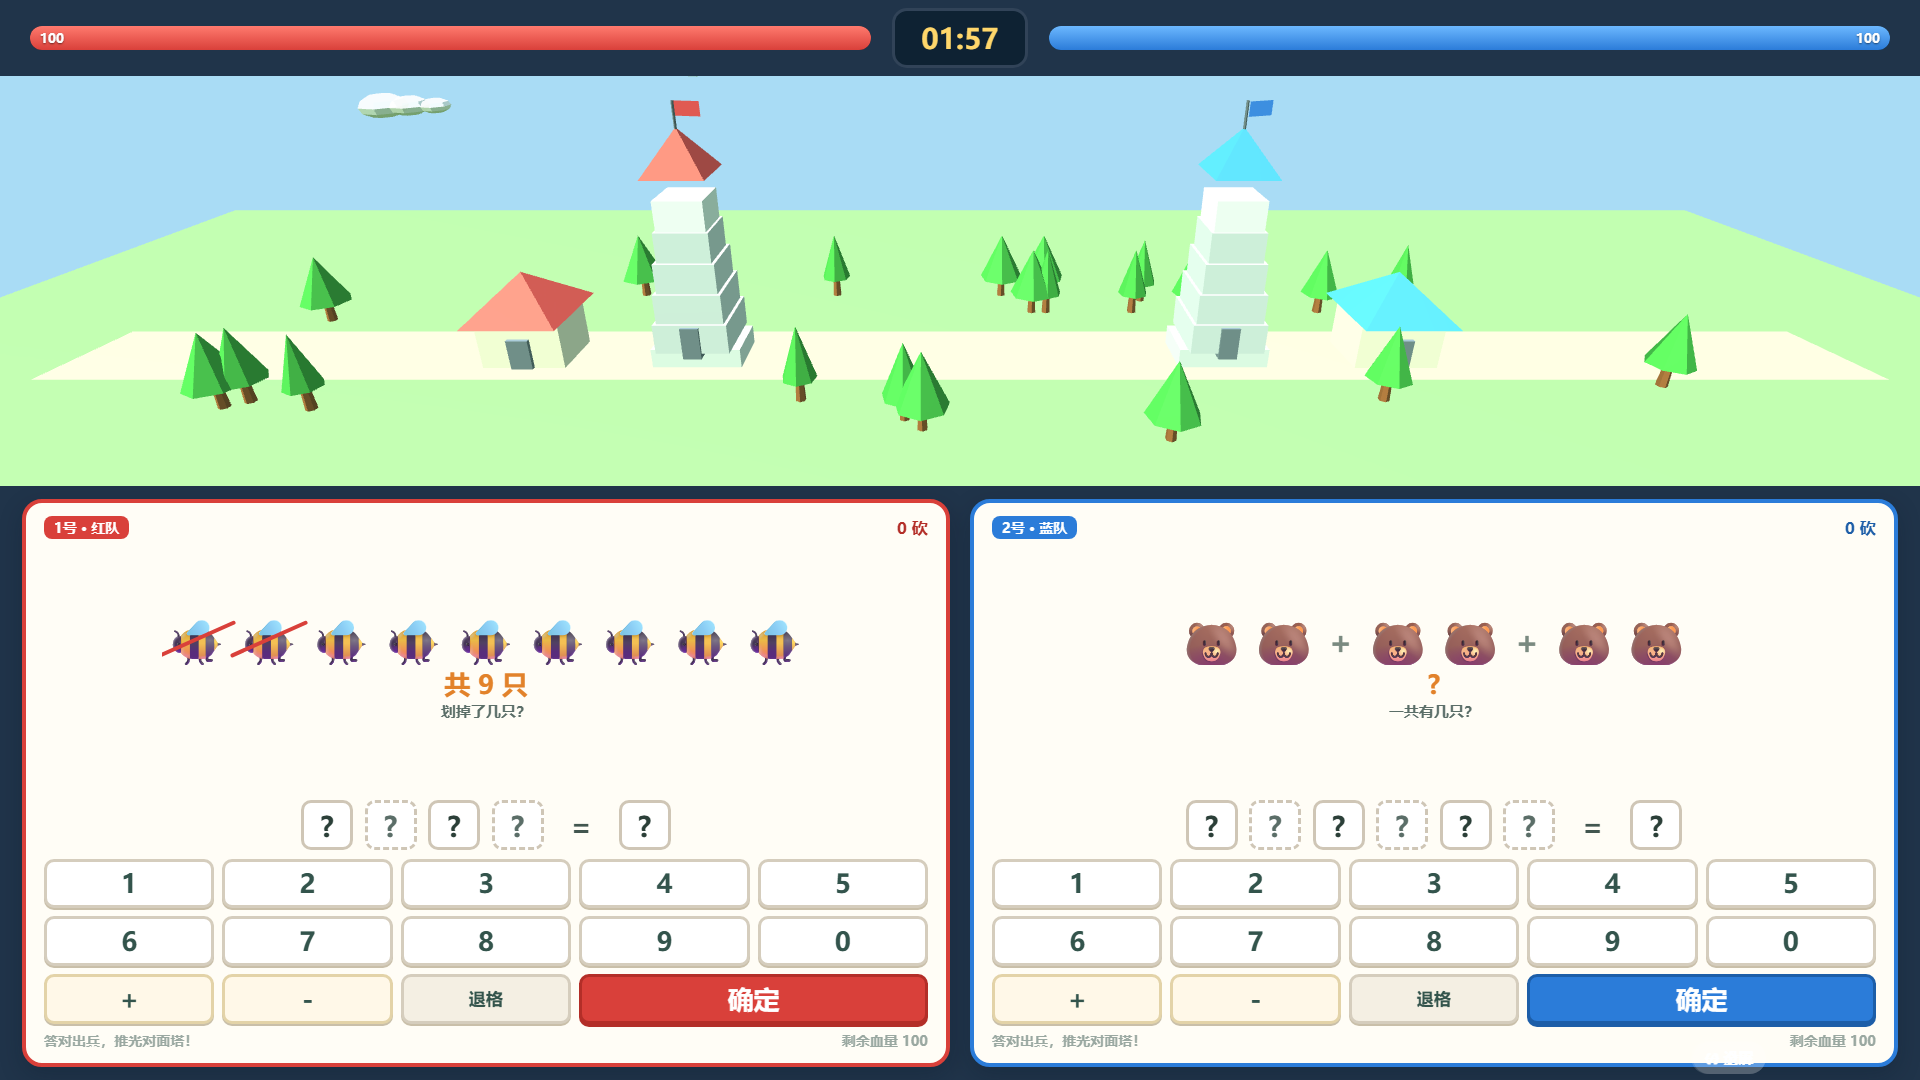 100
01:57
100
1号 • 红队
0 砍
共 9 只
划掉了几只?
? ? ? ? = ?
1 2 3 4 5
6 7 8 9 0
+ - 退格 确定
答对出兵，推光对面塔！
剩余血量 100
2号 • 蓝队
0 砍
+ +
?
一共有几只?
? ? ? ? ? ? = ?
1 2 3 4 5
6 7 8 9 0
+ - 退格 确定
答对出兵，推光对面塔！
剩余血量 100